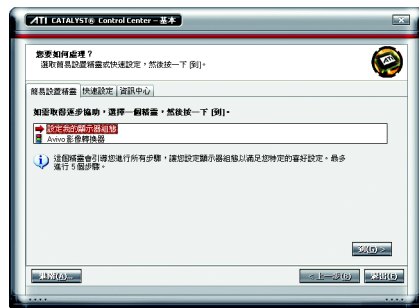 ATI CATALYST® Control Center – 基本
您要如何處理？
選取簡易設置精靈或快速設定，然後按一下 [到]。
簡易設置精靈 快速設定 資訊中心
如要取得逐步協助，選擇一個精靈，然後按一下 [到]。
設定我的顯示器組態
Avivo 影像轉換器
這個精靈會引導您進行所有步驟，讓您設定顯示器組態以滿足您特定的喜好設定。最多
進行 5 個步驟。
到(G) >
進階(A)... < 上一步(B)